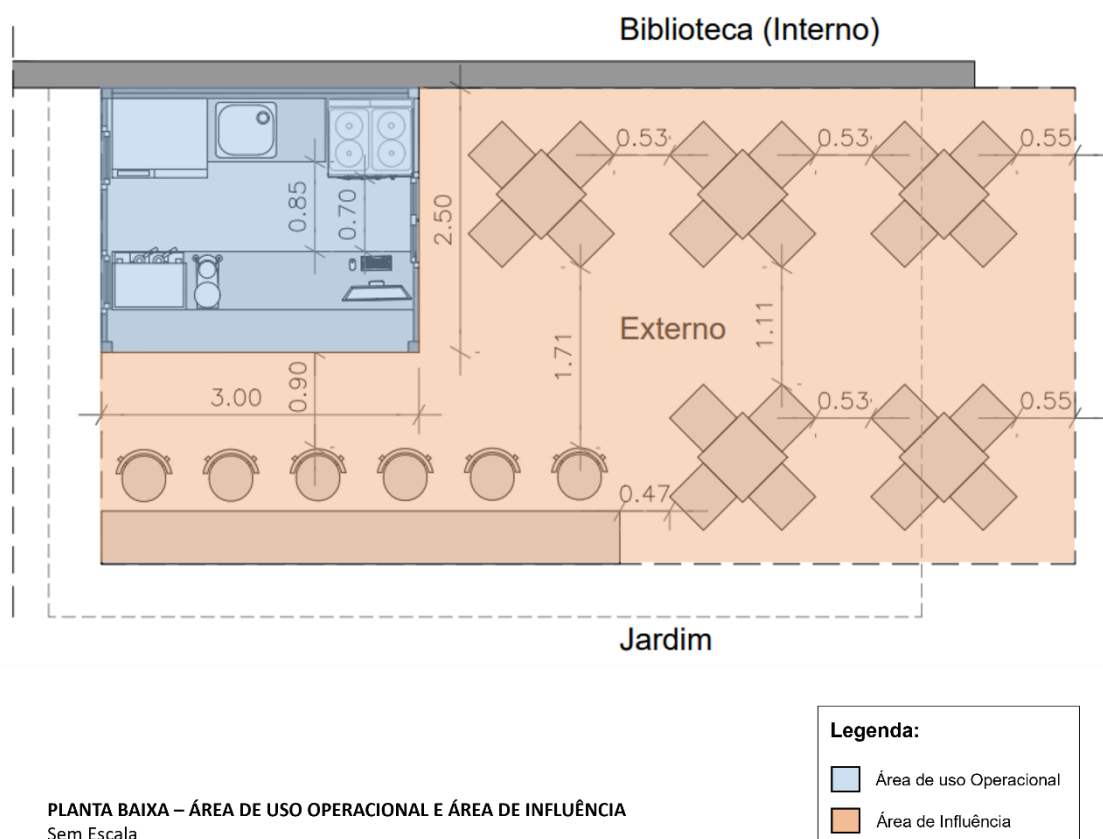 Biblioteca (Interno)
0.53
0.53
0.55
0.85
0.70
2.50
Externo
1.71
1.11
3.00
0.90
0.53
0.55
0.47
Jardim
Legenda:
Área de uso Operacional
Área de Influência
PLANTA BAIXA – ÁREA DE USO OPERACIONAL E ÁREA DE INFLUÊNCIA
Sem Escala